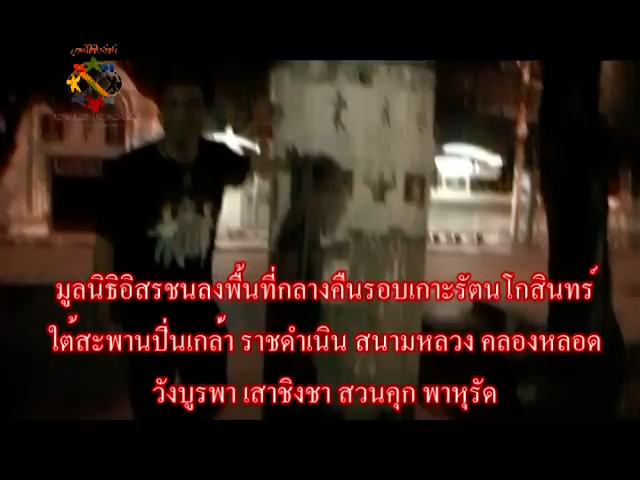 มูลนิธิอิสรชนลงพื้นที่กลางคืนรอบเกาะรัตนโกสินทร์
ใต้สะพานปิ่นเกล้า ราชดำเนิน สนามหลวง คลองหลอด
วังบูรพา เสาชิงชา สวนคุก พาหุรัด